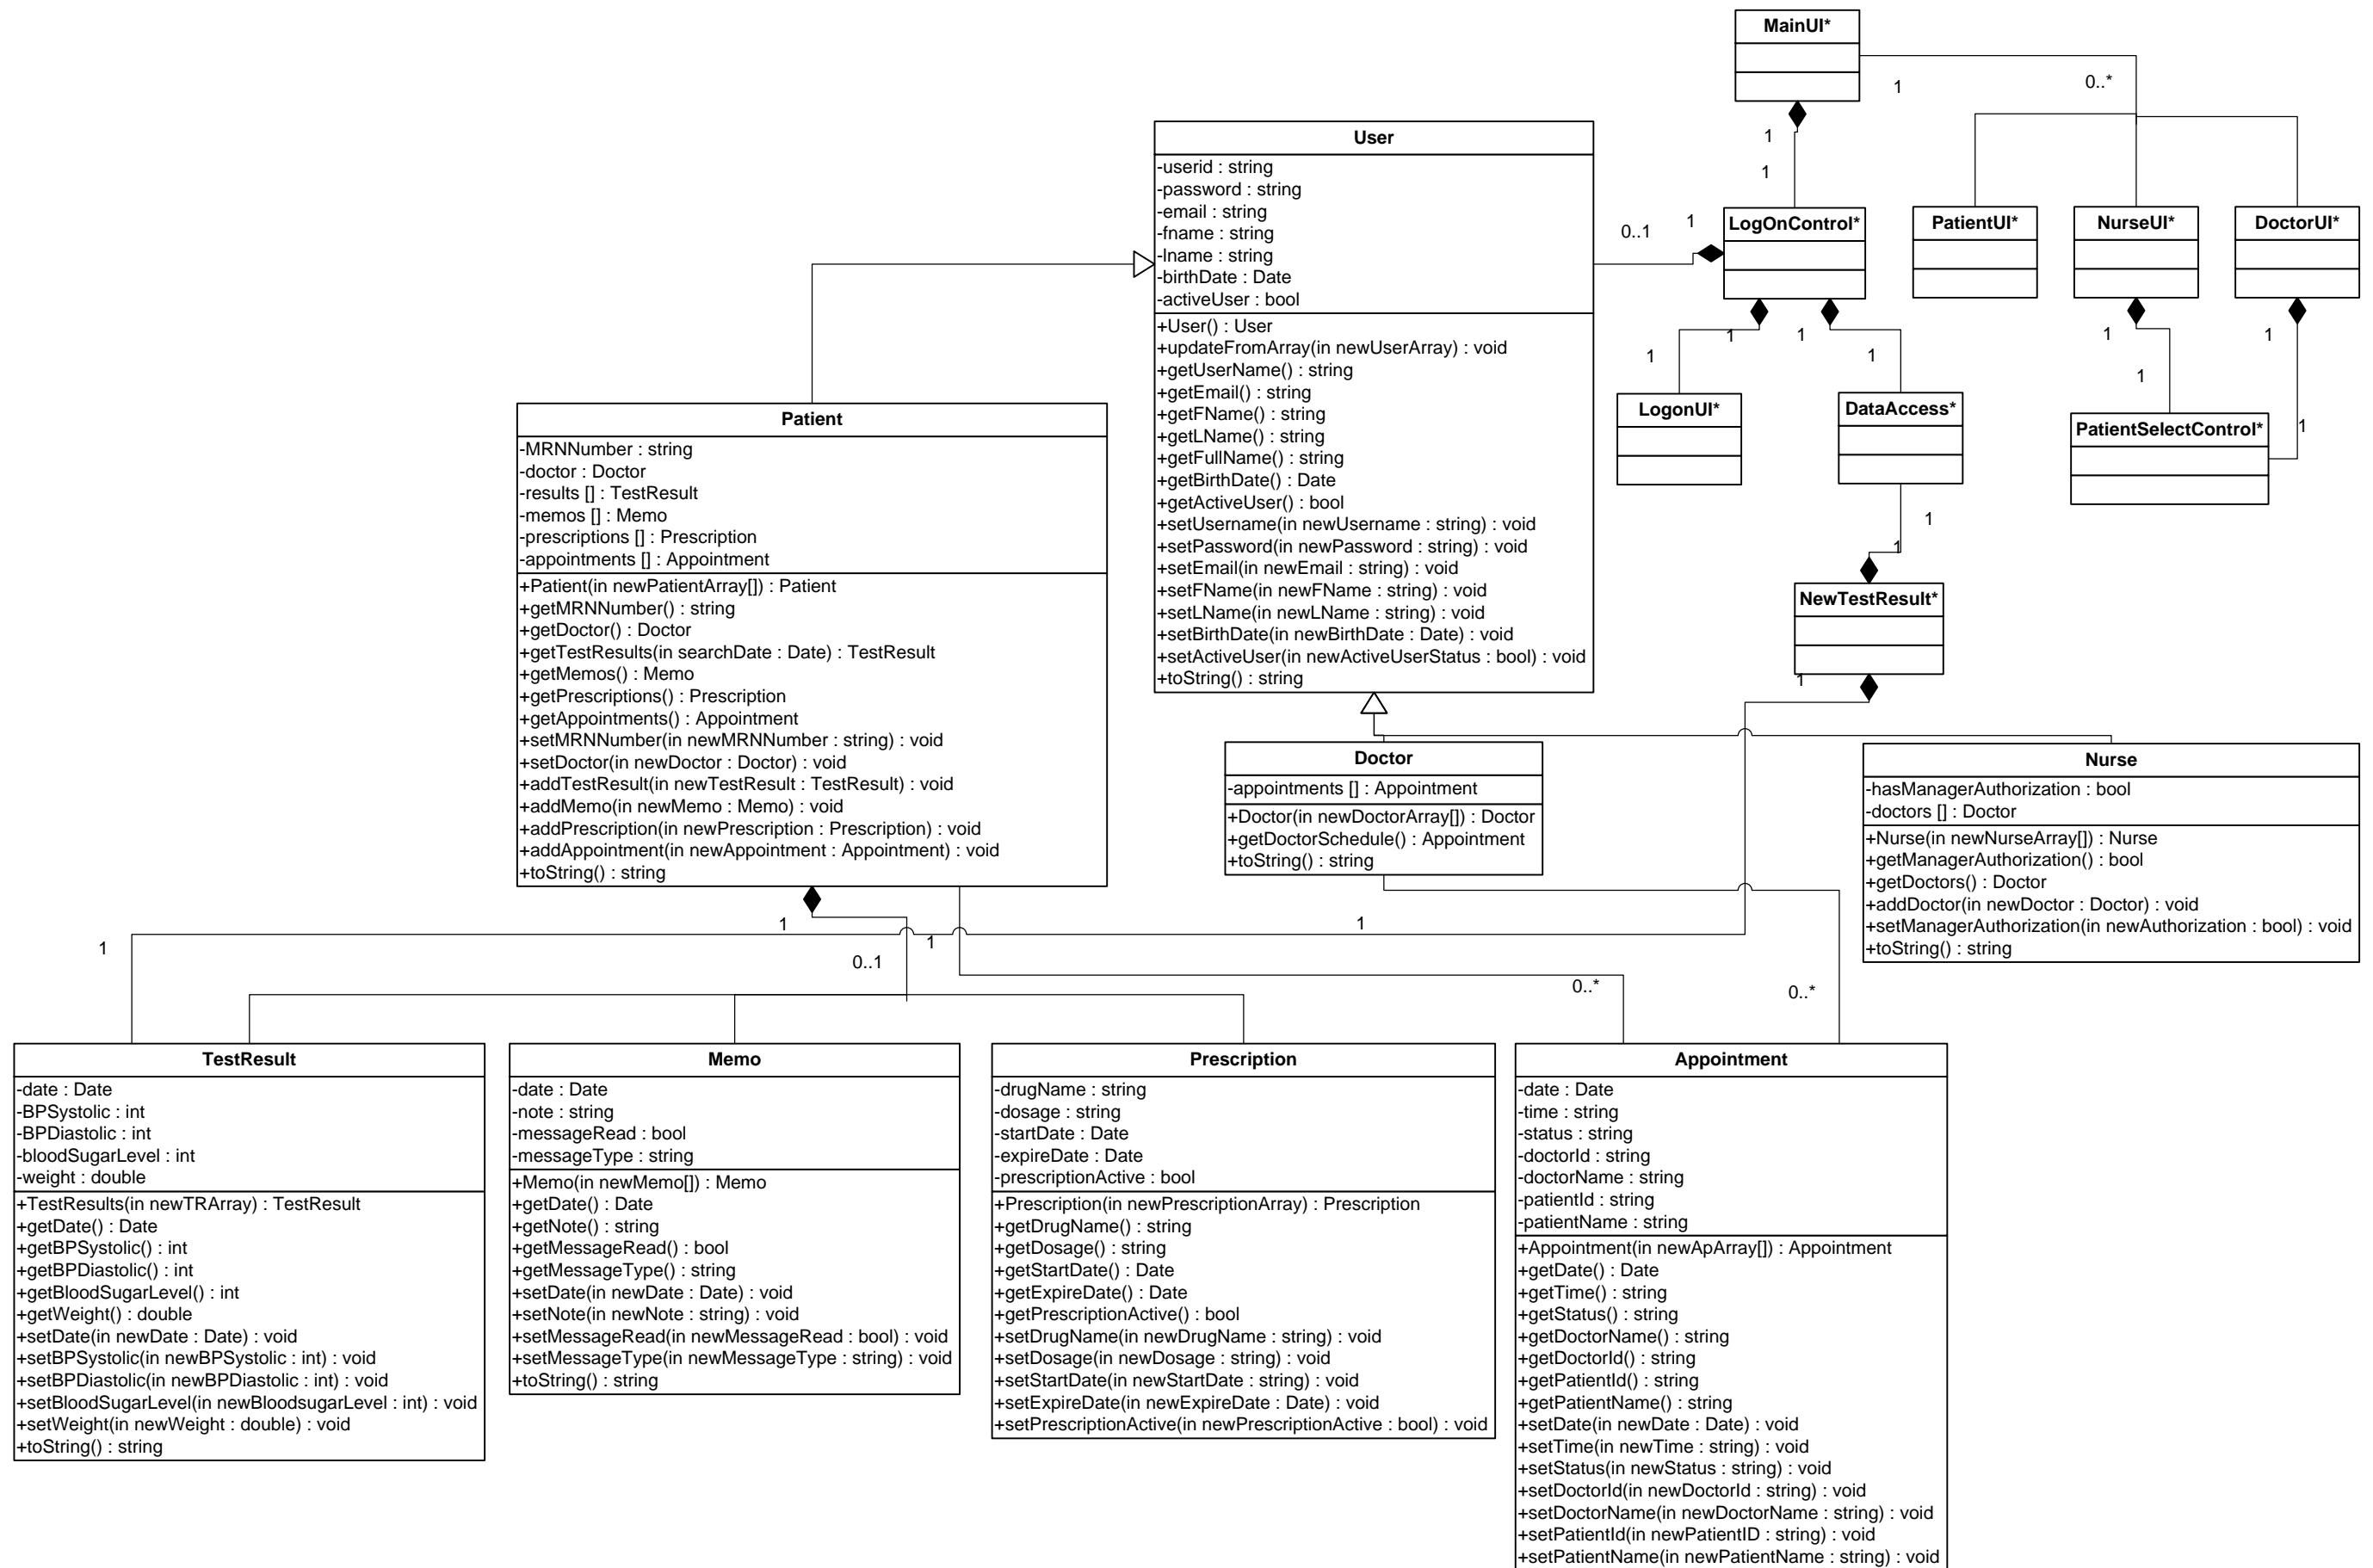 MainUI*
1
0..*
1
1
User
-userid : string
-password : string
-email : string
-fname : string
-lname : string
-birthDate : Date
-activeUser : bool
+User() : User
+updateFromArray(in newUserArray) : void
+getUserName() : string
+getEmail() : string
+getFName() : string
+getLName() : string
+getFullName() : string
+getBirthDate() : Date
+getActiveUser() : bool
+setUsername(in newUsername : string) : void
+setPassword(in newPassword : string) : void
+setEmail(in newEmail : string) : void
+setFName(in newFName : string) : void
+setLName(in newLName : string) : void
+setBirthDate(in newBirthDate : Date) : void
+setActiveUser(in newActiveUserStatus : bool) : void
+toString() : string
0..1
1
LogOnControl*
PatientUI*
NurseUI*
DoctorUI*
1
1
1
1
1
1
1
1
LogonUI*
DataAccess*
PatientSelectControl*
1
1
NewTestResult*
1
Patient
-MRNNumber : string
-doctor : Doctor
-results [] : TestResult
-memos [] : Memo
-prescriptions [] : Prescription
-appointments [] : Appointment
+Patient(in newPatientArray[]) : Patient
+getMRNNumber() : string
+getDoctor() : Doctor
+getTestResults(in searchDate : Date) : TestResult
+getMemos() : Memo
+getPrescriptions() : Prescription
+getAppointments() : Appointment
+setMRNNumber(in newMRNNumber : string) : void
+setDoctor(in newDoctor : Doctor) : void
+addTestResult(in newTestResult : TestResult) : void
+addMemo(in newMemo : Memo) : void
+addPrescription(in newPrescription : Prescription) : void
+addAppointment(in newAppointment : Appointment) : void
+toString() : string
Doctor
-appointments [] : Appointment
+Doctor(in newDoctorArray[]) : Doctor
+getDoctorSchedule() : Appointment
+toString() : string
Nurse
-hasManagerAuthorization : bool
-doctors [] : Doctor
+Nurse(in newNurseArray[]) : Nurse
+getManagerAuthorization() : bool
+getDoctors() : Doctor
+addDoctor(in newDoctor : Doctor) : void
+setManagerAuthorization(in newAuthorization : bool) : void
+toString() : string
1
1
1
1
0..1
0..*
0..*
TestResult
-date : Date
-BPSystolic : int
-BPDiastolic : int
-bloodSugarLevel : int
-weight : double
+TestResults(in newTRArray) : TestResult
+getDate() : Date
+getBPSystolic() : int
+getBPDiastolic() : int
+getBloodSugarLevel() : int
+getWeight() : double
+setDate(in newDate : Date) : void
+setBPSystolic(in newBPSystolic : int) : void
+setBPDiastolic(in newBPDiastolic : int) : void
+setBloodSugarLevel(in newBloodsugarLevel : int) : void
+setWeight(in newWeight : double) : void
+toString() : string
Memo
-date : Date
-note : string
-messageRead : bool
-messageType : string
+Memo(in newMemo[]) : Memo
+getDate() : Date
+getNote() : string
+getMessageRead() : bool
+getMessageType() : string
+setDate(in newDate : Date) : void
+setNote(in newNote : string) : void
+setMessageRead(in newMessageRead : bool) : void
+setMessageType(in newMessageType : string) : void
+toString() : string
Prescription
-drugName : string
-dosage : string
-startDate : Date
-expireDate : Date
-prescriptionActive : bool
+Prescription(in newPrescriptionArray) : Prescription
+getDrugName() : string
+getDosage() : string
+getStartDate() : Date
+getExpireDate() : Date
+getPrescriptionActive() : bool
+setDrugName(in newDrugName : string) : void
+setDosage(in newDosage : string) : void
+setStartDate(in newStartDate : string) : void
+setExpireDate(in newExpireDate : Date) : void
+setPrescriptionActive(in newPrescriptionActive : bool) : void
Appointment
-date : Date
-time : string
-status : string
-doctorId : string
-doctorName : string
-patientId : string
-patientName : string
+Appointment(in newApArray[]) : Appointment
+getDate() : Date
+getTime() : string
+getStatus() : string
+getDoctorName() : string
+getDoctorId() : string
+getPatientId() : string
+getPatientName() : string
+setDate(in newDate : Date) : void
+setTime(in newTime : string) : void
+setStatus(in newStatus : string) : void
+setDoctorId(in newDoctorId : string) : void
+setDoctorName(in newDoctorName : string) : void
+setPatientId(in newPatientID : string) : void
+setPatientName(in newPatientName : string) : void